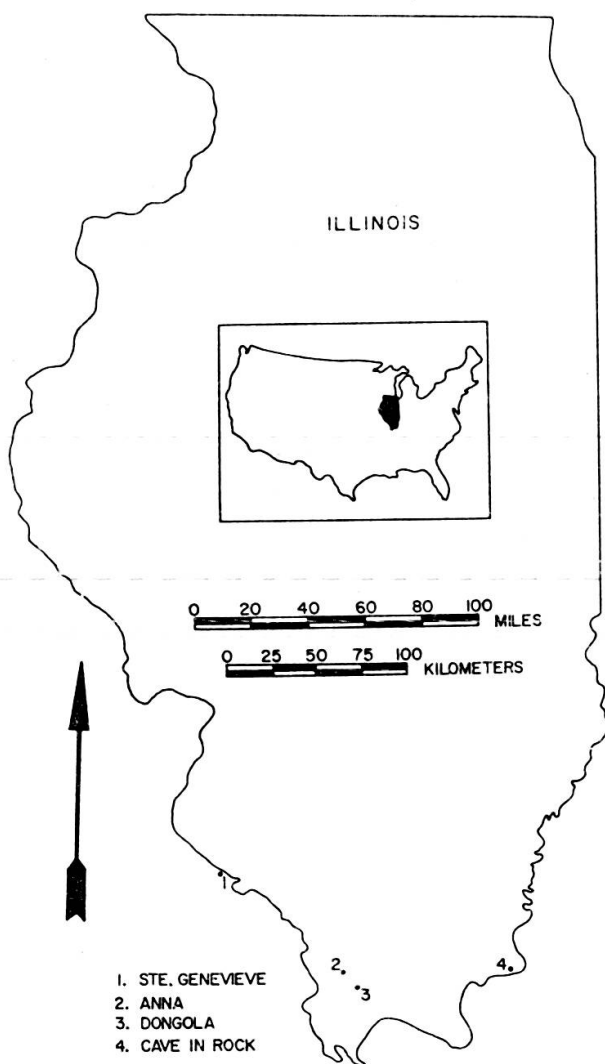 ILLINOIS
0 20 40 60 80 100 MILES
0 25 50 75 100 KILOMETERS
1
2
3
4
1. STE. GENEVIEVE
2. ANNA
3. DONGOLA
4. CAVE IN ROCK